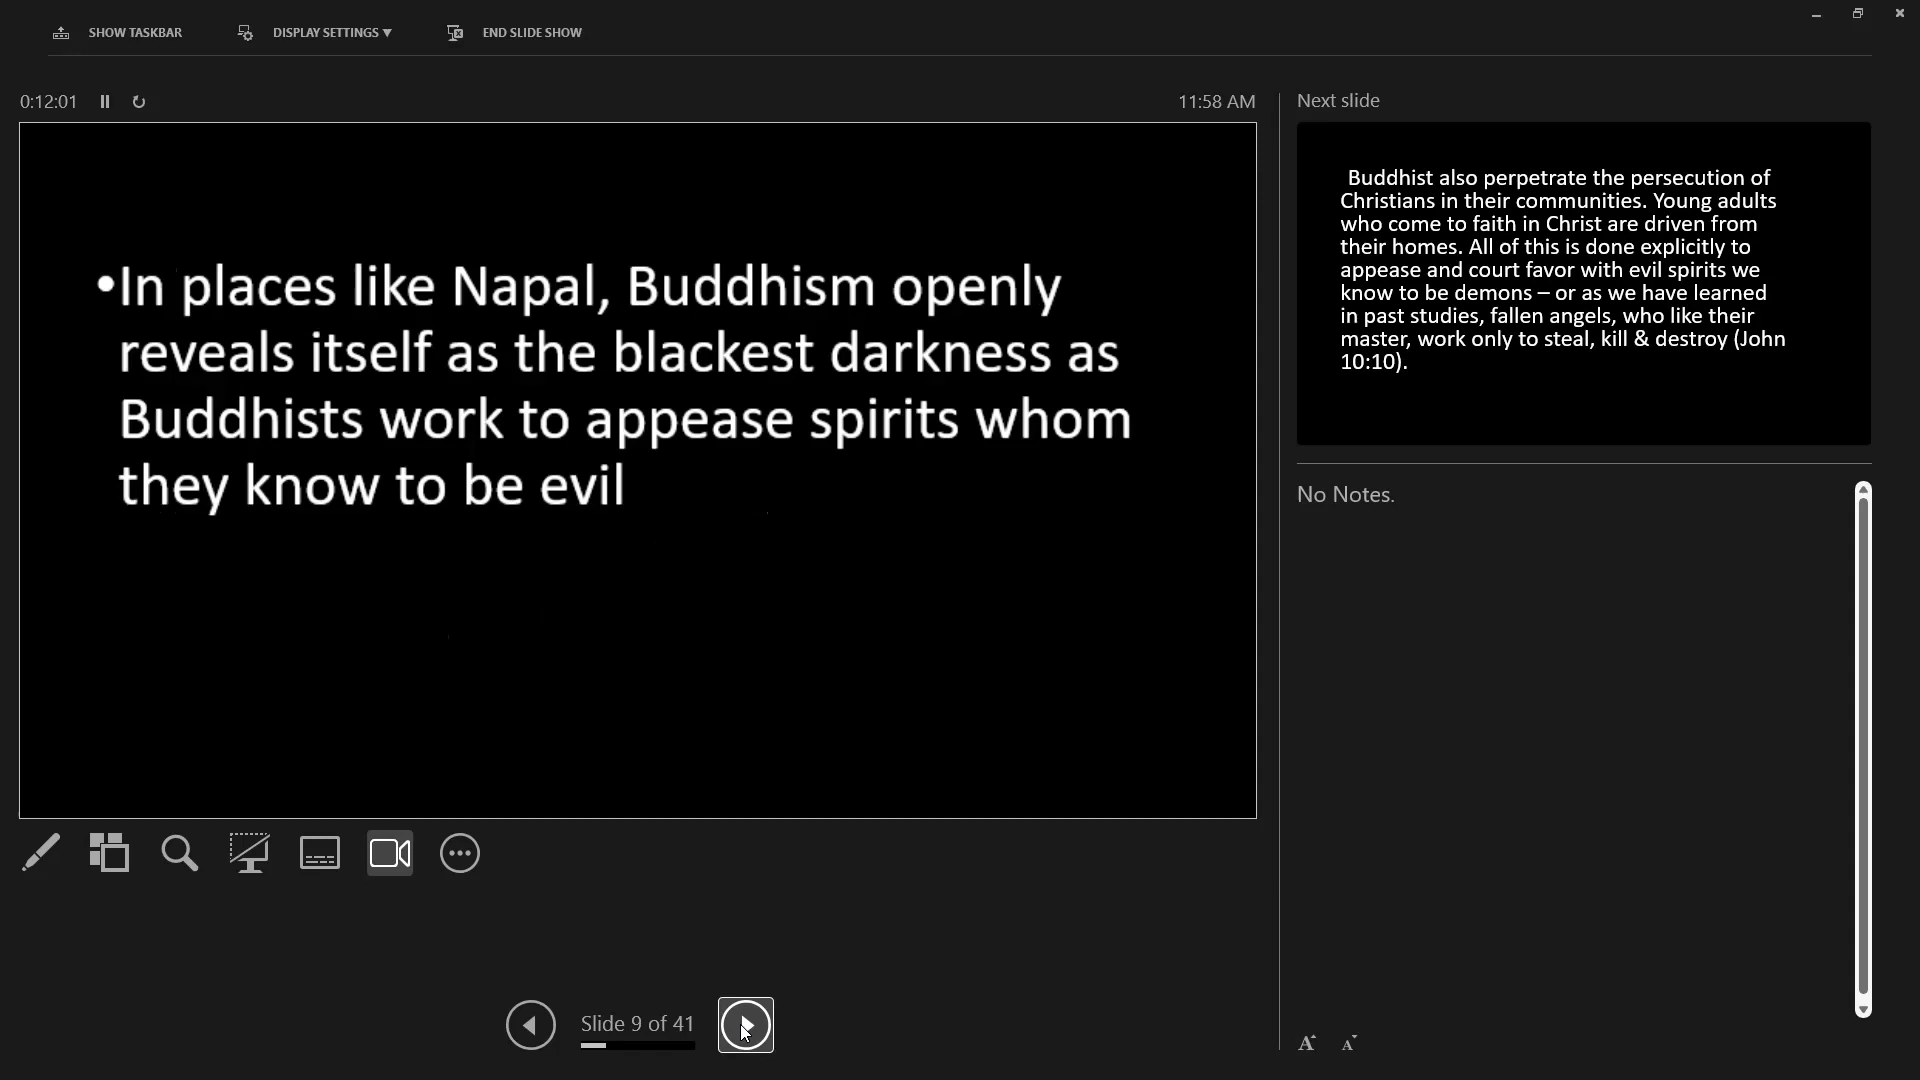 SHOW TASKBAR
DISPLAY SETTINGS ▼
END SLIDE SHOW
0:12:01
11:58 AM
•In places like Napal, Buddhism openly
reveals itself as the blackest darkness as
Buddhists work to appease spirits whom
they know to be evil
Slide 9 of 41
Next slide
Buddhist also perpetrate the persecution of
Christians in their communities. Young adults
who come to faith in Christ are driven from
their homes. All of this is done explicitly to
appease and court favor with evil spirits we
know to be demons – or as we have learned
in past studies, fallen angels, who like their
master, work only to steal, kill & destroy (John
10:10).
No Notes.
A A